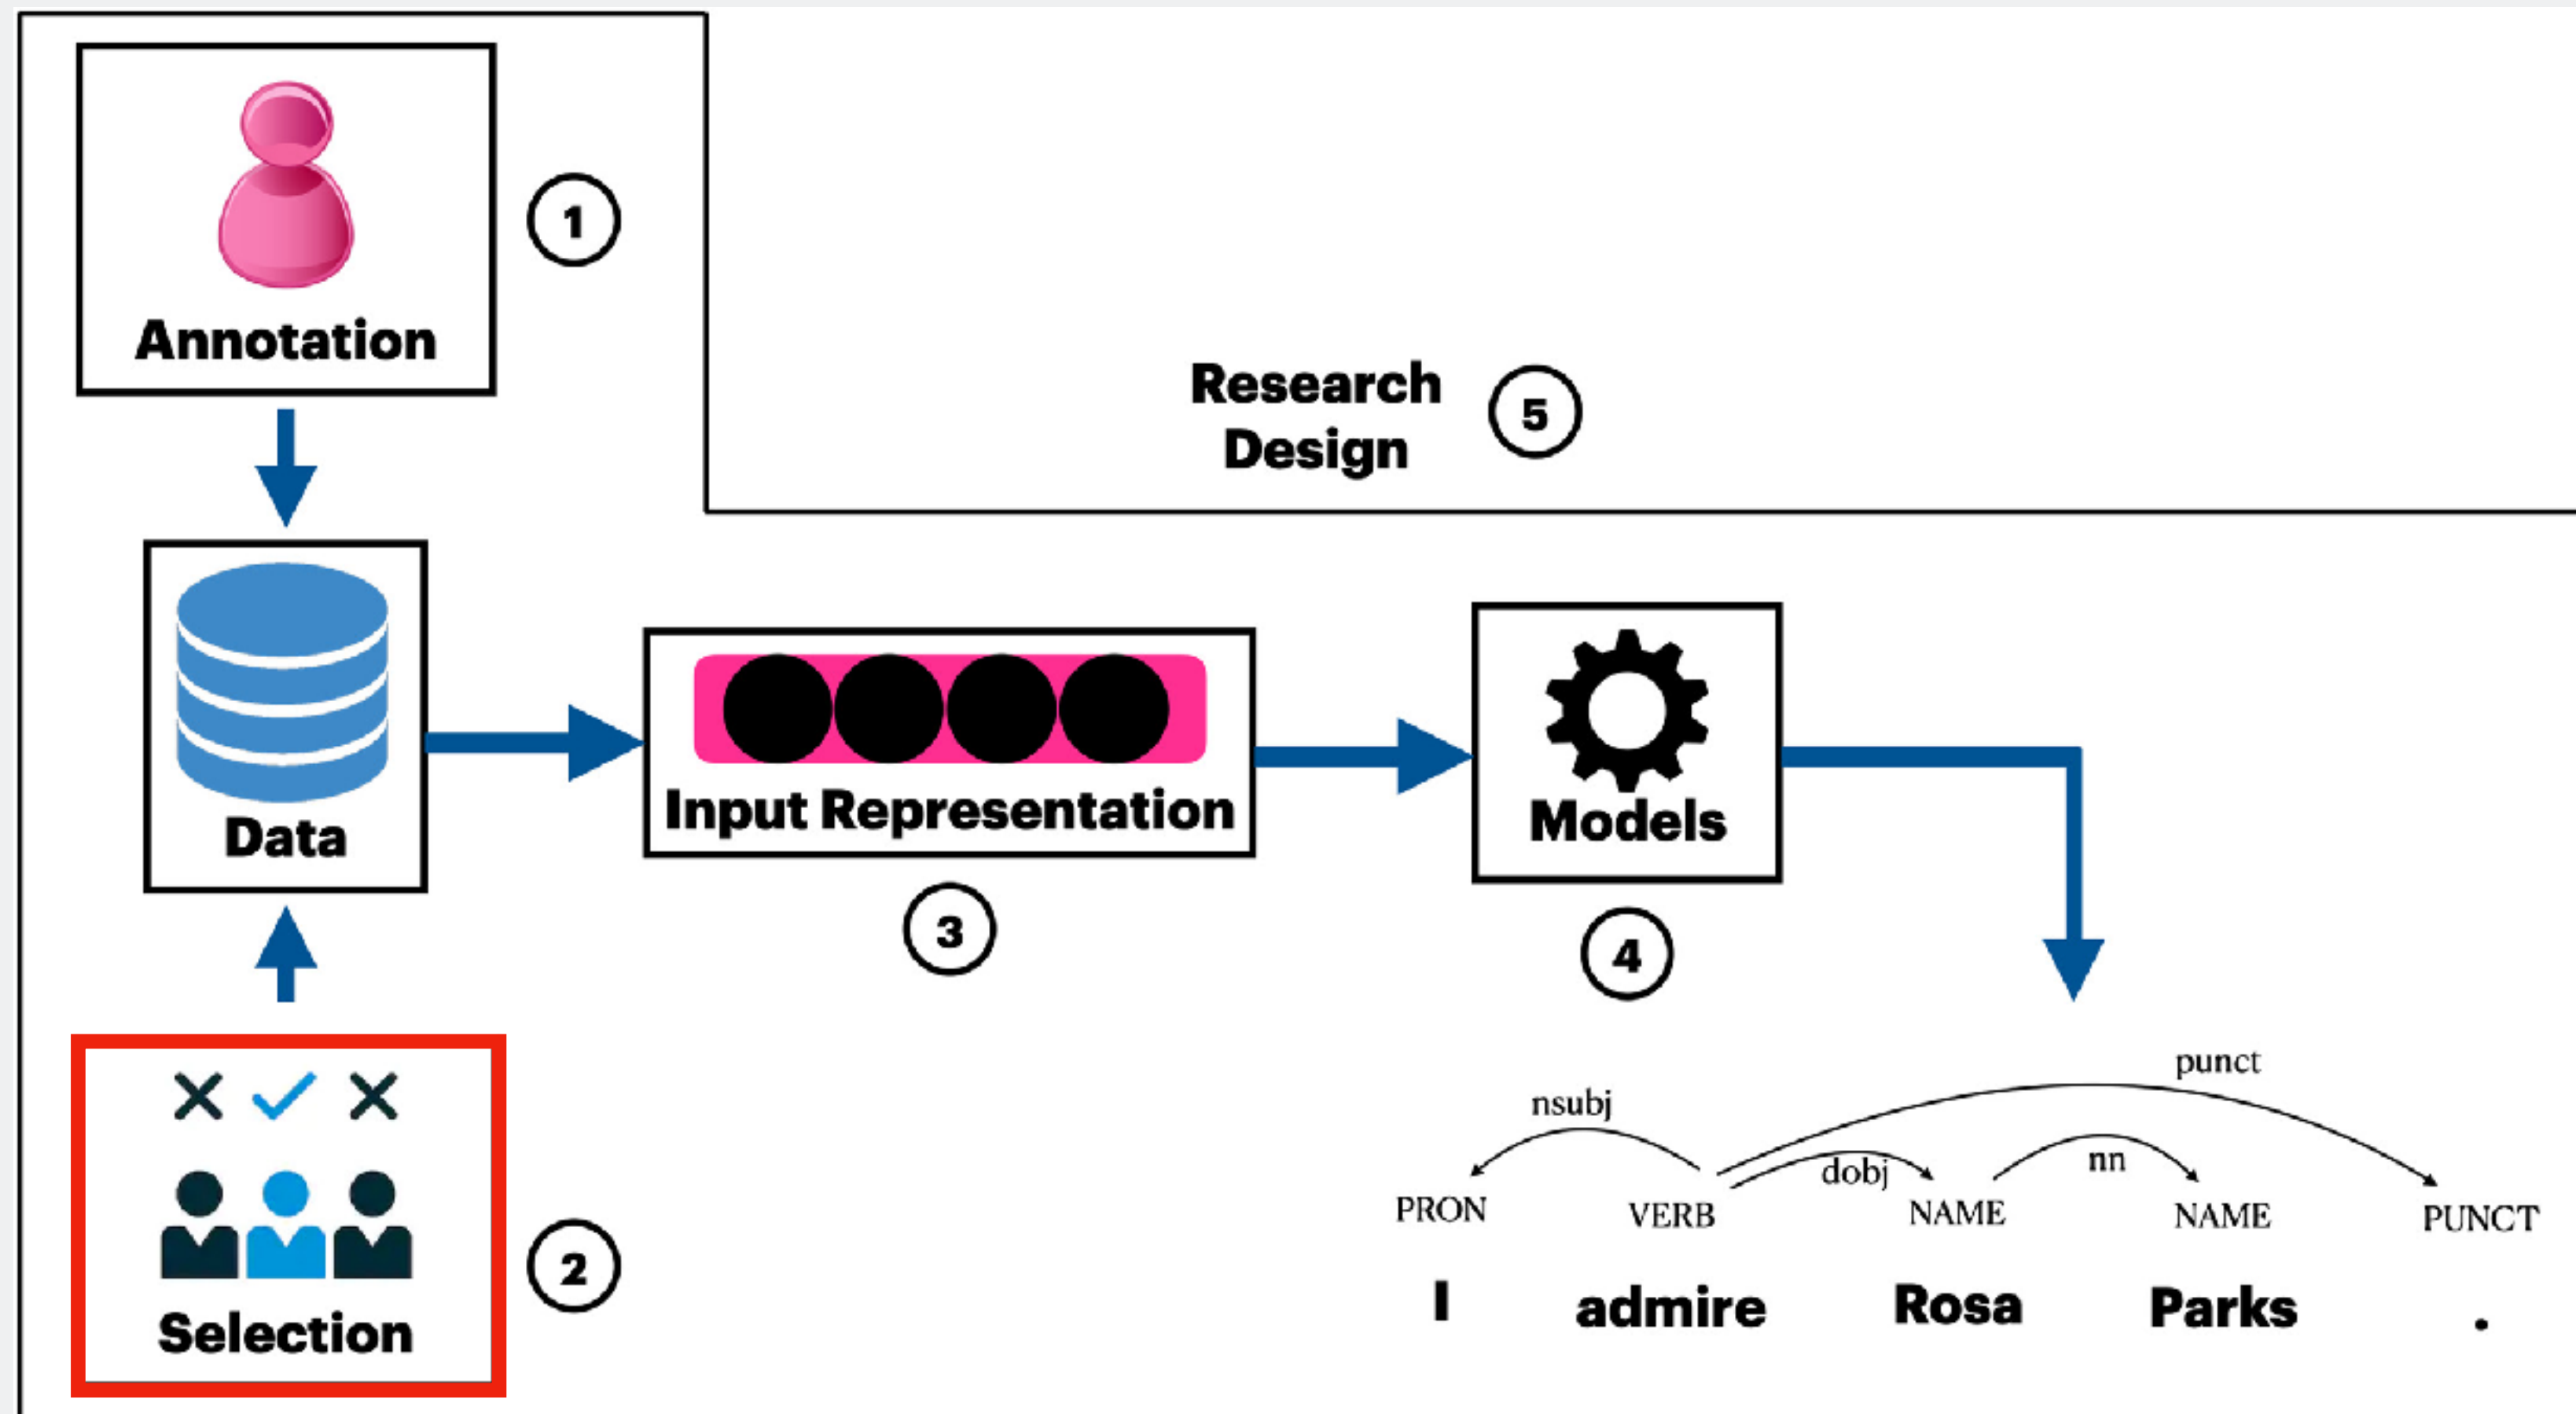 1
Annotation
Research
Design
5
Data
Input Representation
3
Models
4
Selection
2
punct
nsubj
dobj
nn
PRON VERB NAME NAME PUNCT
I admire Rosa Parks .